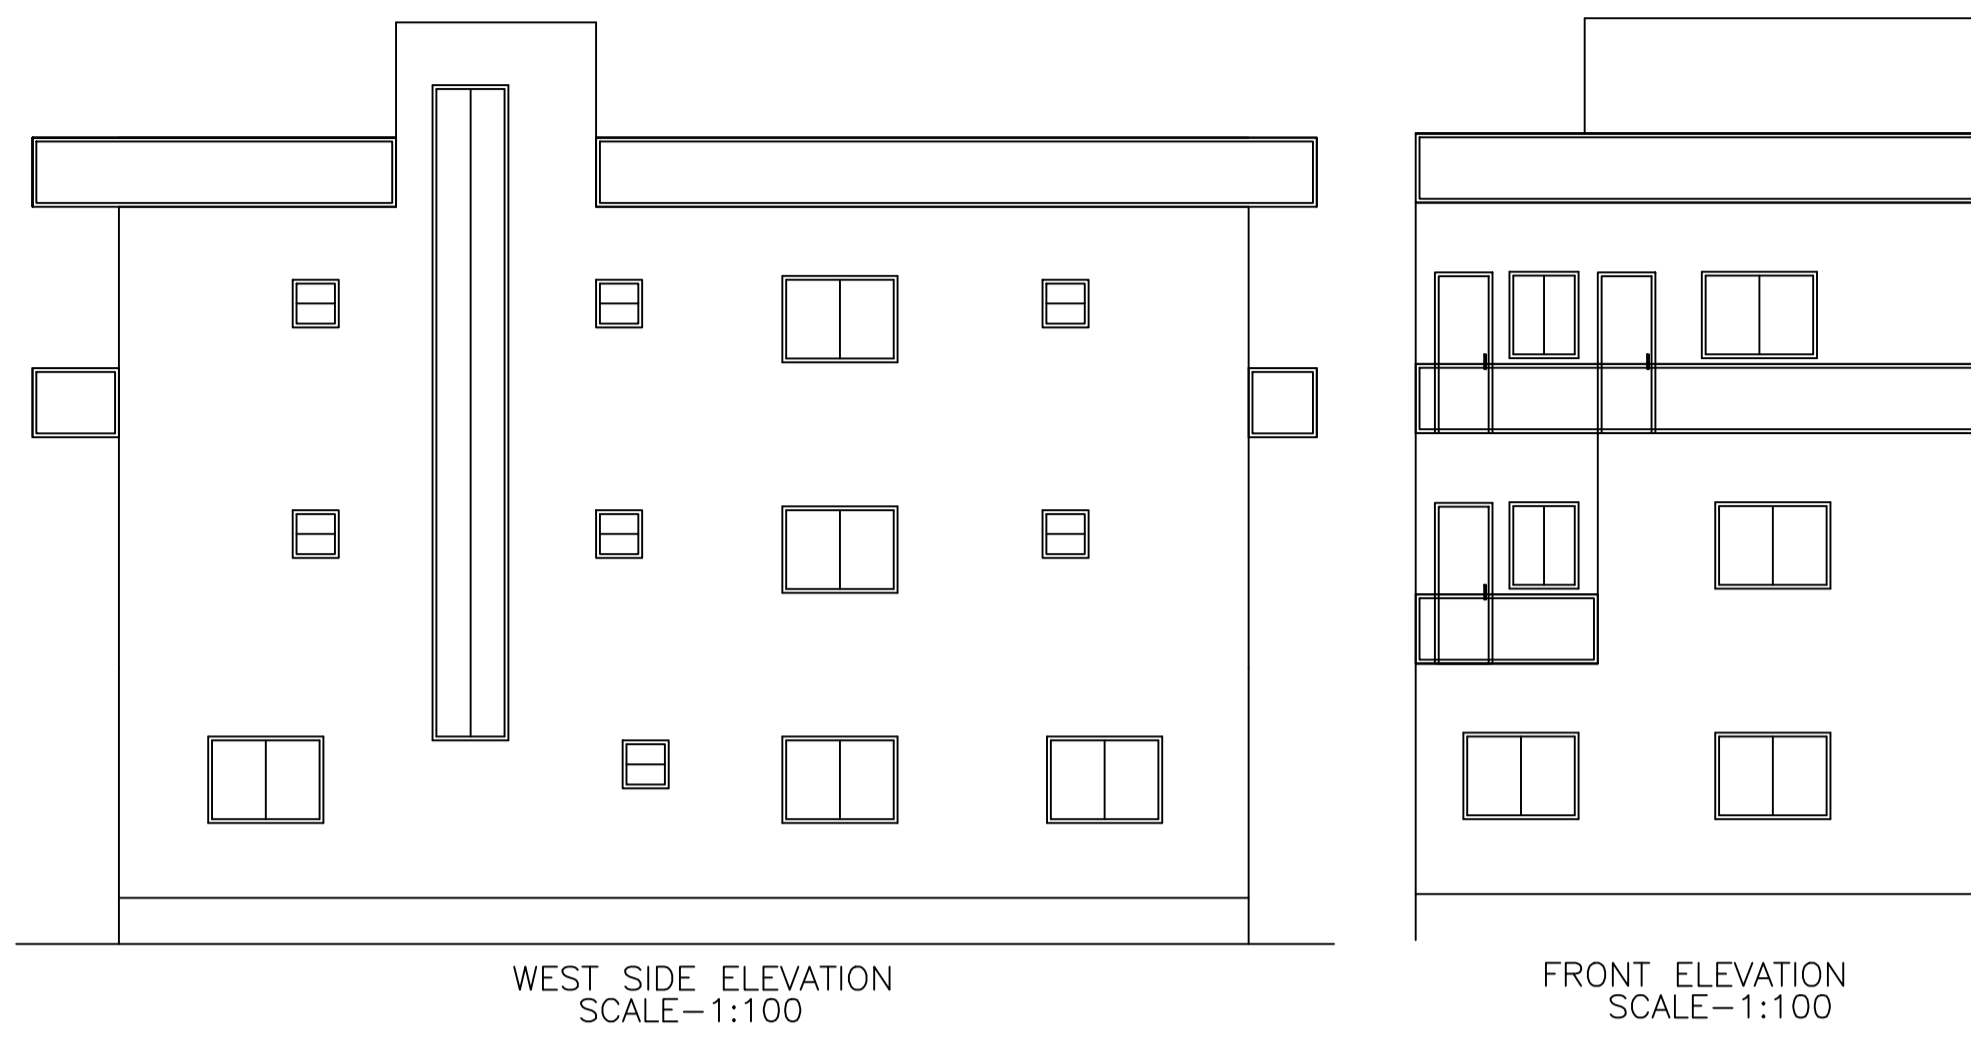 WEST SIDE ELEVATION
SCALE-1:100
FRONT ELEVATION
SCALE-1:100